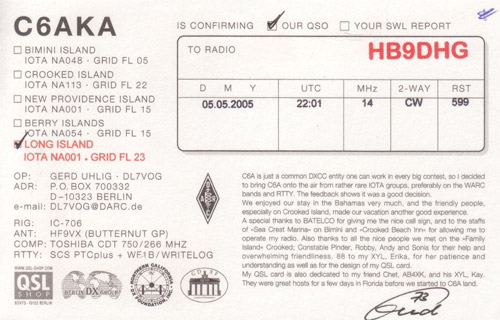 C6AKA
IS CONFIRMING OUR QSO YOUR SWL REPORT
TO RADIO HB9DHG
BIMINI ISLAND
IOTA NA048 · GRID FL 05
CROOKED ISLAND
IOTA NA113 · GRID FL 22
NEW PROVIDENCE ISLAND
IOTA NA001 · GRID FL 15
BERRY ISLANDS
IOTA NA054 · GRID FL 15
LONG ISLAND
IOTA NA001 . GRID FL 23
D M Y UTC MHz 2-WAY RST
05.05.2005 22:01 14 CW 599
OP: GERD UHLIG · DL7VOG
ADR: P.O. BOX 700332
D–10323 BERLIN
e-mail: DL7VOG@DARC.de
RIG: IC-706
ANT: HF9VX (BUTTERNUT GP)
COMP: TOSHIBA CDT 750/266 MHZ
RTTY: SCS PTCplus + WF1B/WRITELOG
C6A is just a common DXCC entity one can work in every big contest, so I decided
to bring C6A onto the air from rather rare IOTA groups, preferably on the WARC
bands and RTTY. The feedback shows it was a good decision.
We enjoyed our stay in the Bahamas very much, and the friendly people,
especially on Crooked Island, made our vacation another good experience.
A special thanks to BATELCO for giving me the nice call sign, and to the staffs
of «Sea Crest Marina» on Bimini and «Crooked Beach Inn» for allowing me to
operate my radio. Also thanks to all the nice people we met on the «Family
Island» Crooked; Constable Pinder, Robby, Andy and Sonia for their help and
overwhelming friendliness. 88 to my XYL, Erika, for her patience and
understanding as well as for the design of my QSL card.
My QSL card is also dedicated to my friend Chet, AB4XK, and his XYL, Kay.
They were great hosts for a few days in Florida before we started to C6A land.
WWW.QSL-SHOP.COM
QSL
SHOP
BERLIN DX GROUP
73
Gerd